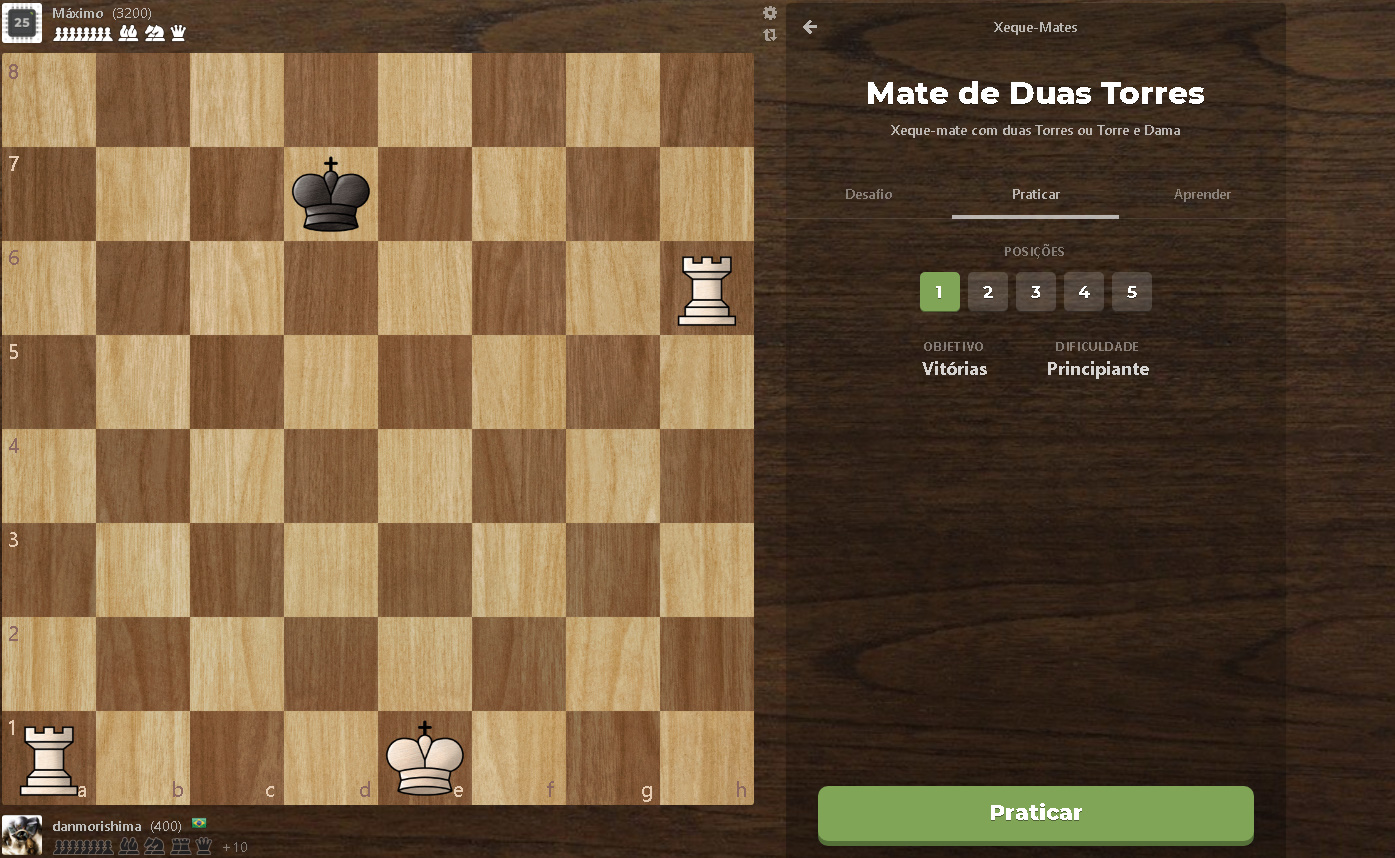 25
Máximo (3200)
8
7
6
5
4
3
2
1
a b c d e f g h
danmorishima (400)
+10
Xeque-Mates
Mate de Duas Torres
Xeque-mate com duas Torres ou Torre e Dama
Desafio Praticar Aprender
POSIÇÕES
1 2 3 4 5
OBJETIVO DIFICULDADE
Vitórias Principiante
Praticar